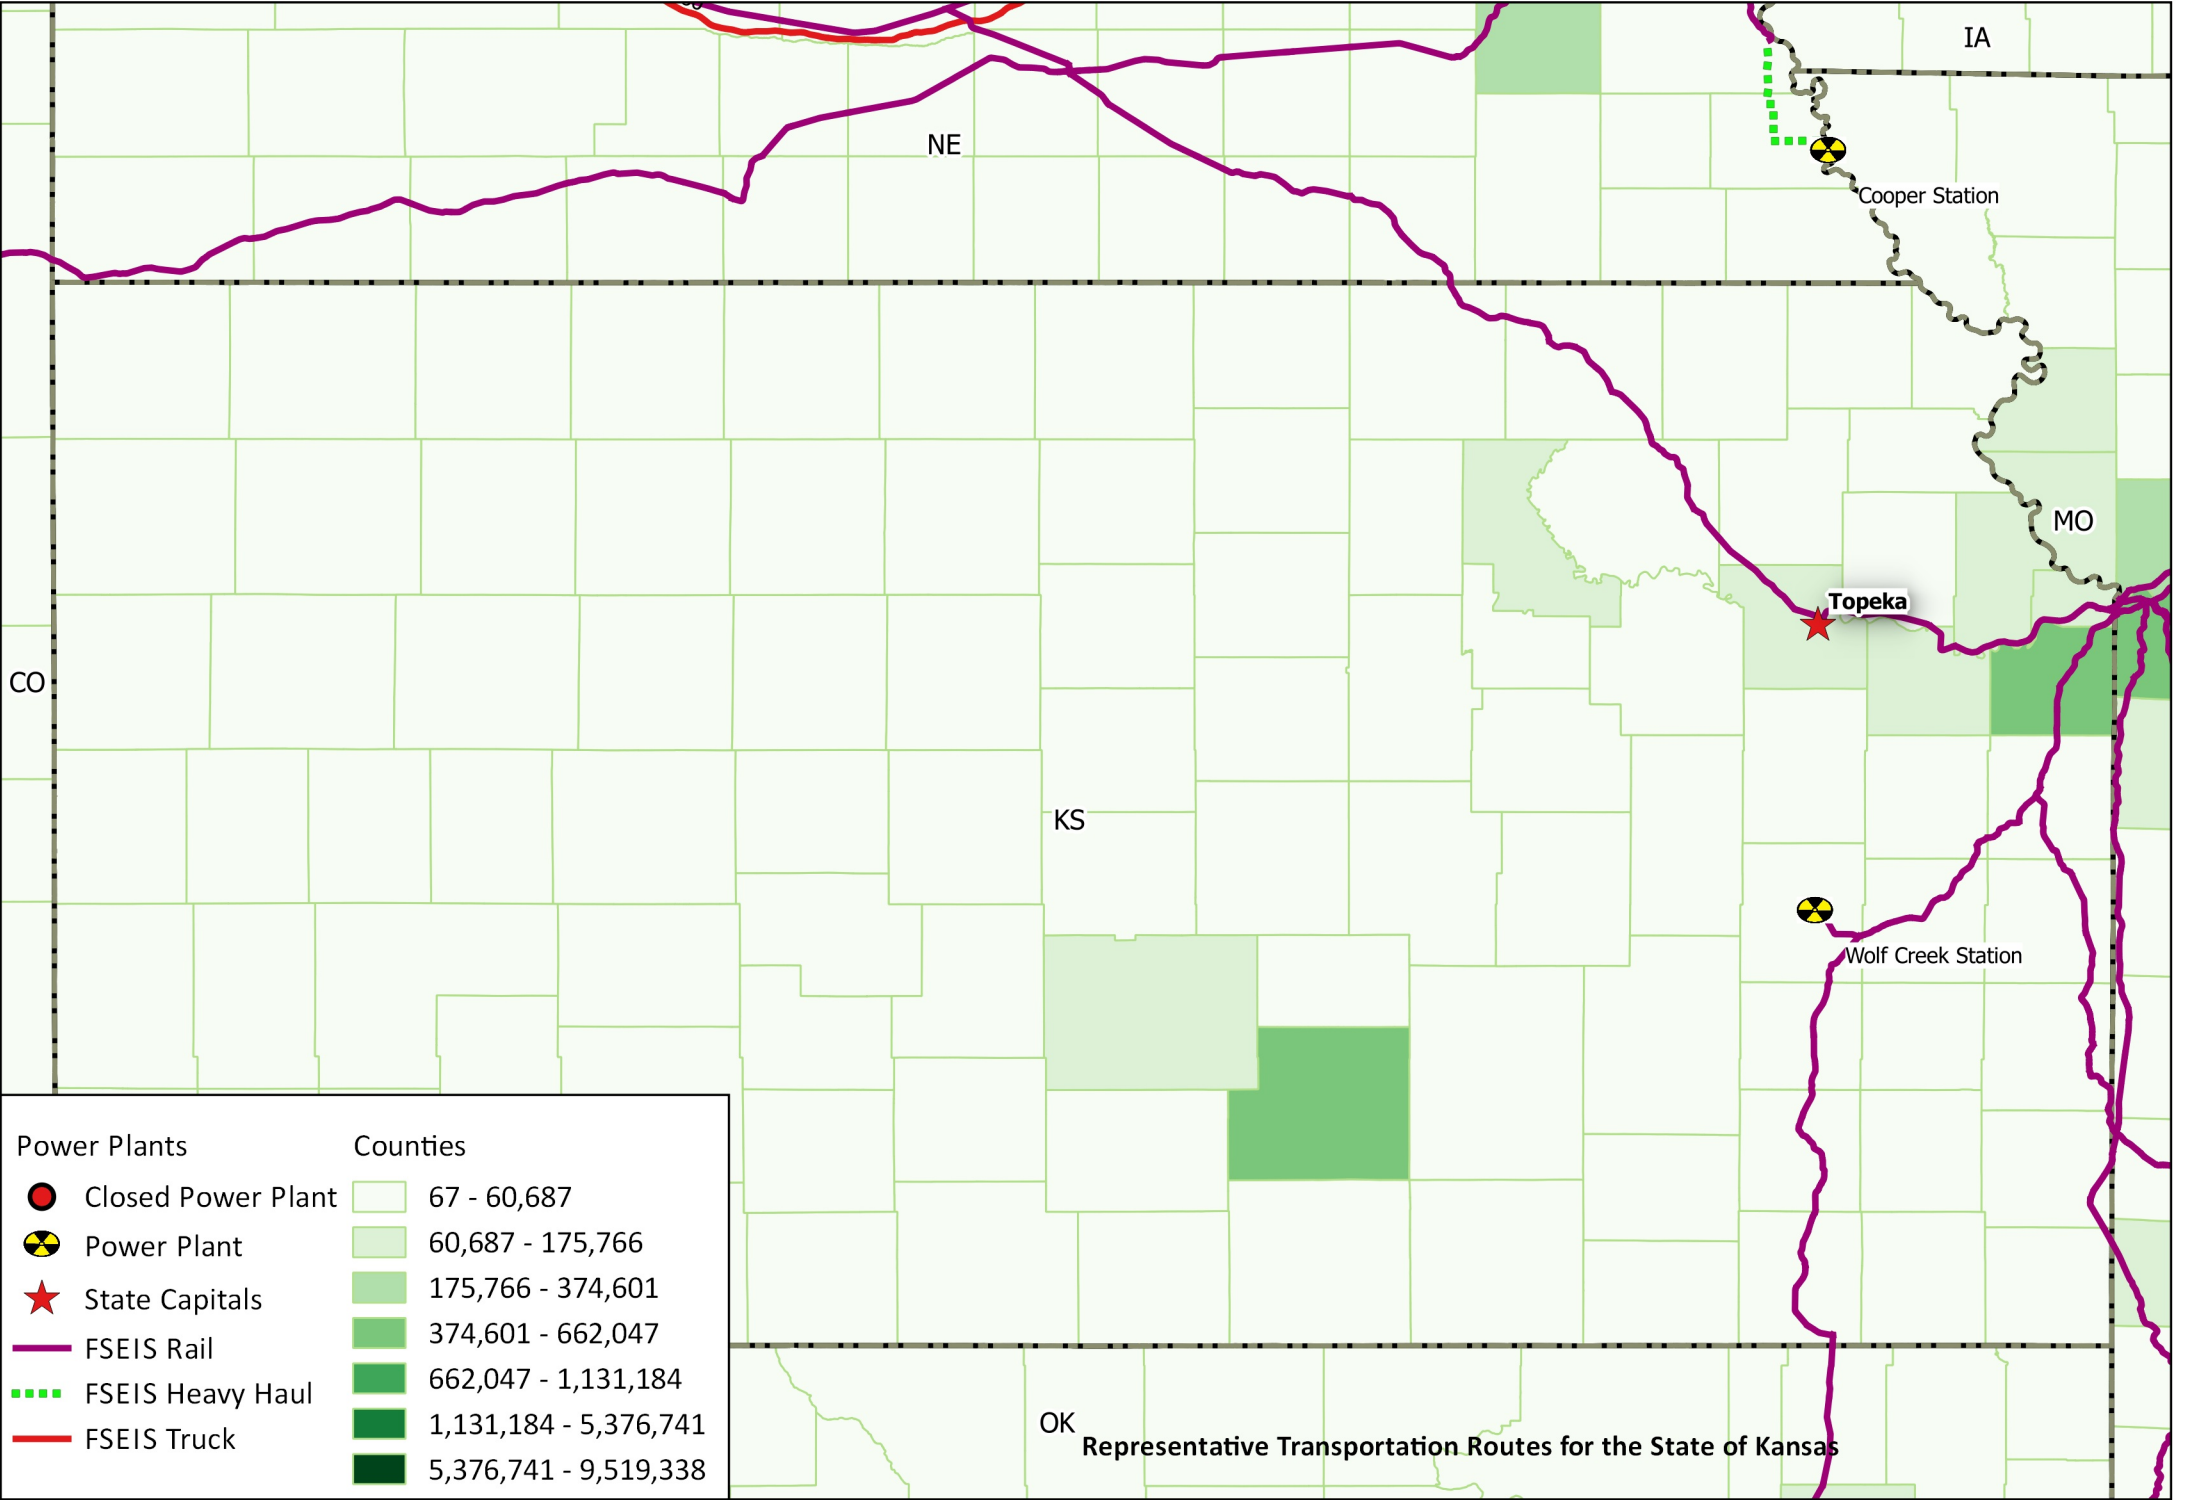 IA
NE
Cooper Station
MO
Topeka
CO
KS
Wolf Creek Station
Power Plants
Closed Power Plant
Power Plant
State Capitals
FSEIS Rail
FSEIS Heavy Haul
FSEIS Truck
Counties
67 - 60,687
60,687 - 175,766
175,766 - 374,601
374,601 - 662,047
662,047 - 1,131,184
1,131,184 - 5,376,741
5,376,741 - 9,519,338
OK
Representative Transportation Routes for the State of Kansas